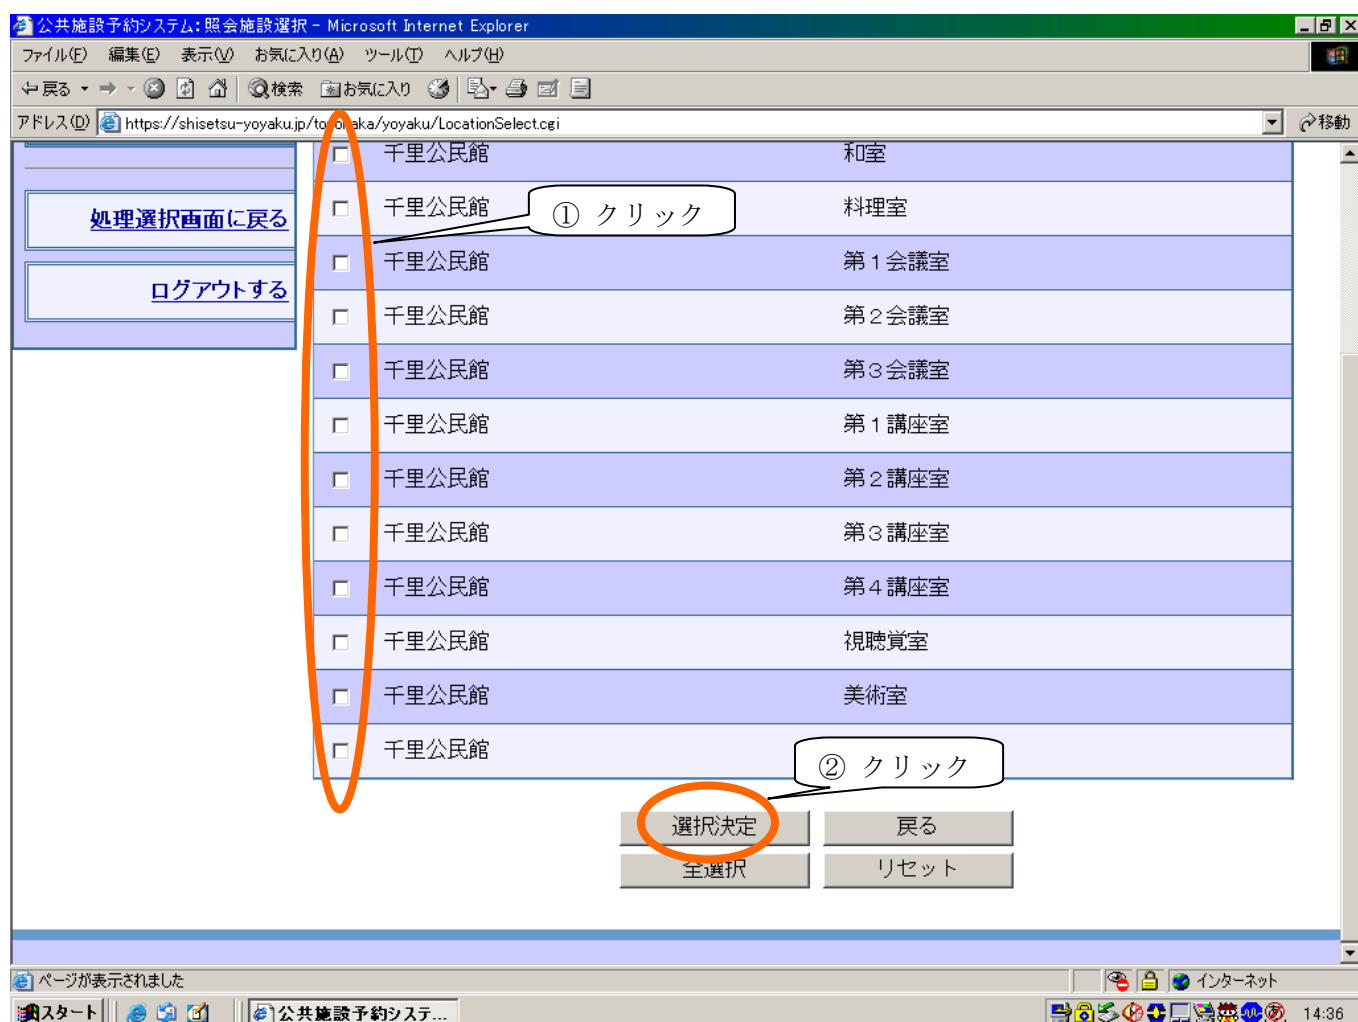 公共施設予約システム：照会施設選択 - Microsoft Internet Explorer
ファイル(F) 編集(E) 表示(V) お気に入り(A) ツール(T) ヘルプ(H)
戻る 検索 お気に入り
アドレス(D) https://shisetsu-yoyaku.jp/toyonaka/yoyaku/LocationSelect.cgi 移動
千里公民館 和室
処理選択画面に戻る
千里公民館 料理室
① クリック
千里公民館 第１会議室
ログアウトする
千里公民館 第２会議室
千里公民館 第３会議室
千里公民館 第１講座室
千里公民館 第２講座室
千里公民館 第３講座室
千里公民館 第４講座室
千里公民館 視聴覚室
千里公民館 美術室
千里公民館
② クリック
選択決定 戻る
全選択 リセット
ページが表示されました インターネット
スタート 公共施設予約システ... 14:36